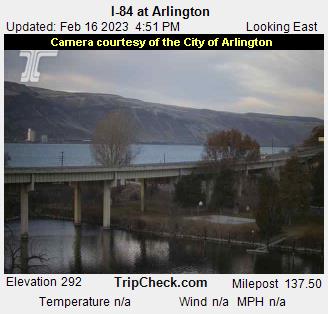 I-84 at Arlington
Updated: Feb 16 2023 4:51 PM Looking East
Camera courtesy of the City of Arlington
Elevation 292 TripCheck.com Milepost 137.50
Temperature n/a Wind n/a MPH n/a